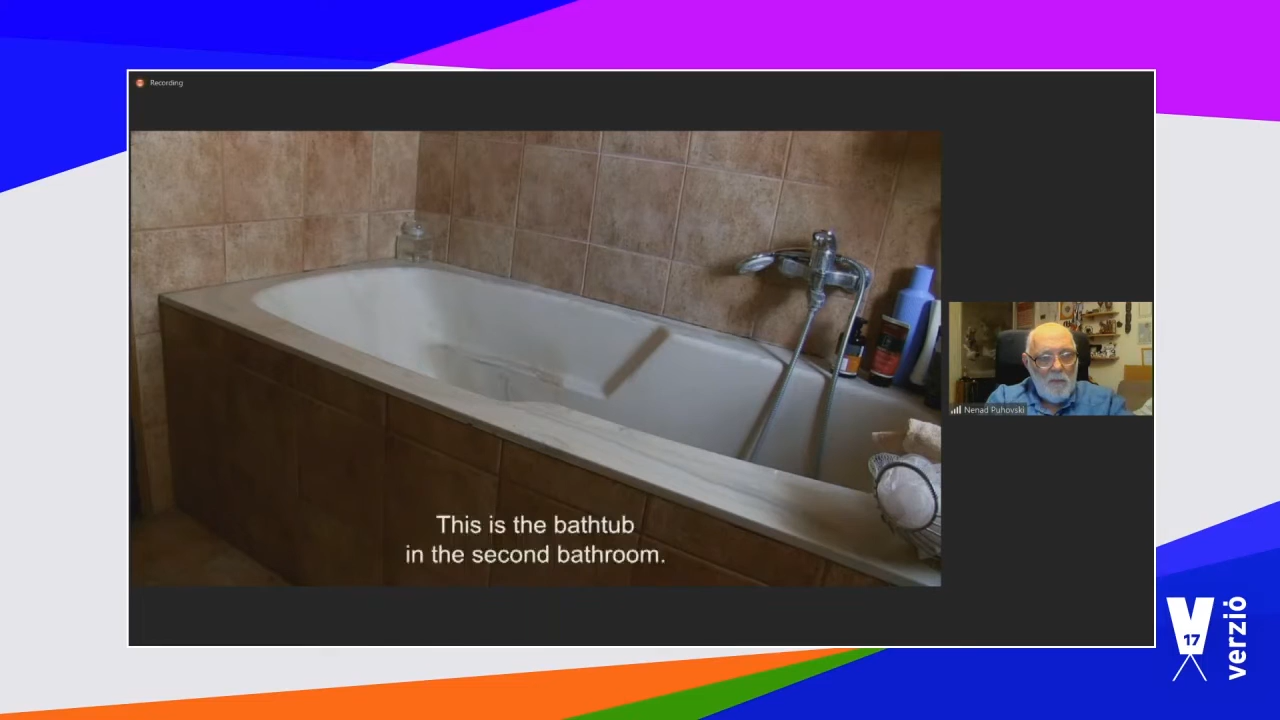 Recording
This is the bathtub
in the second bathroom.
Nenad Puhovski
17
verzió